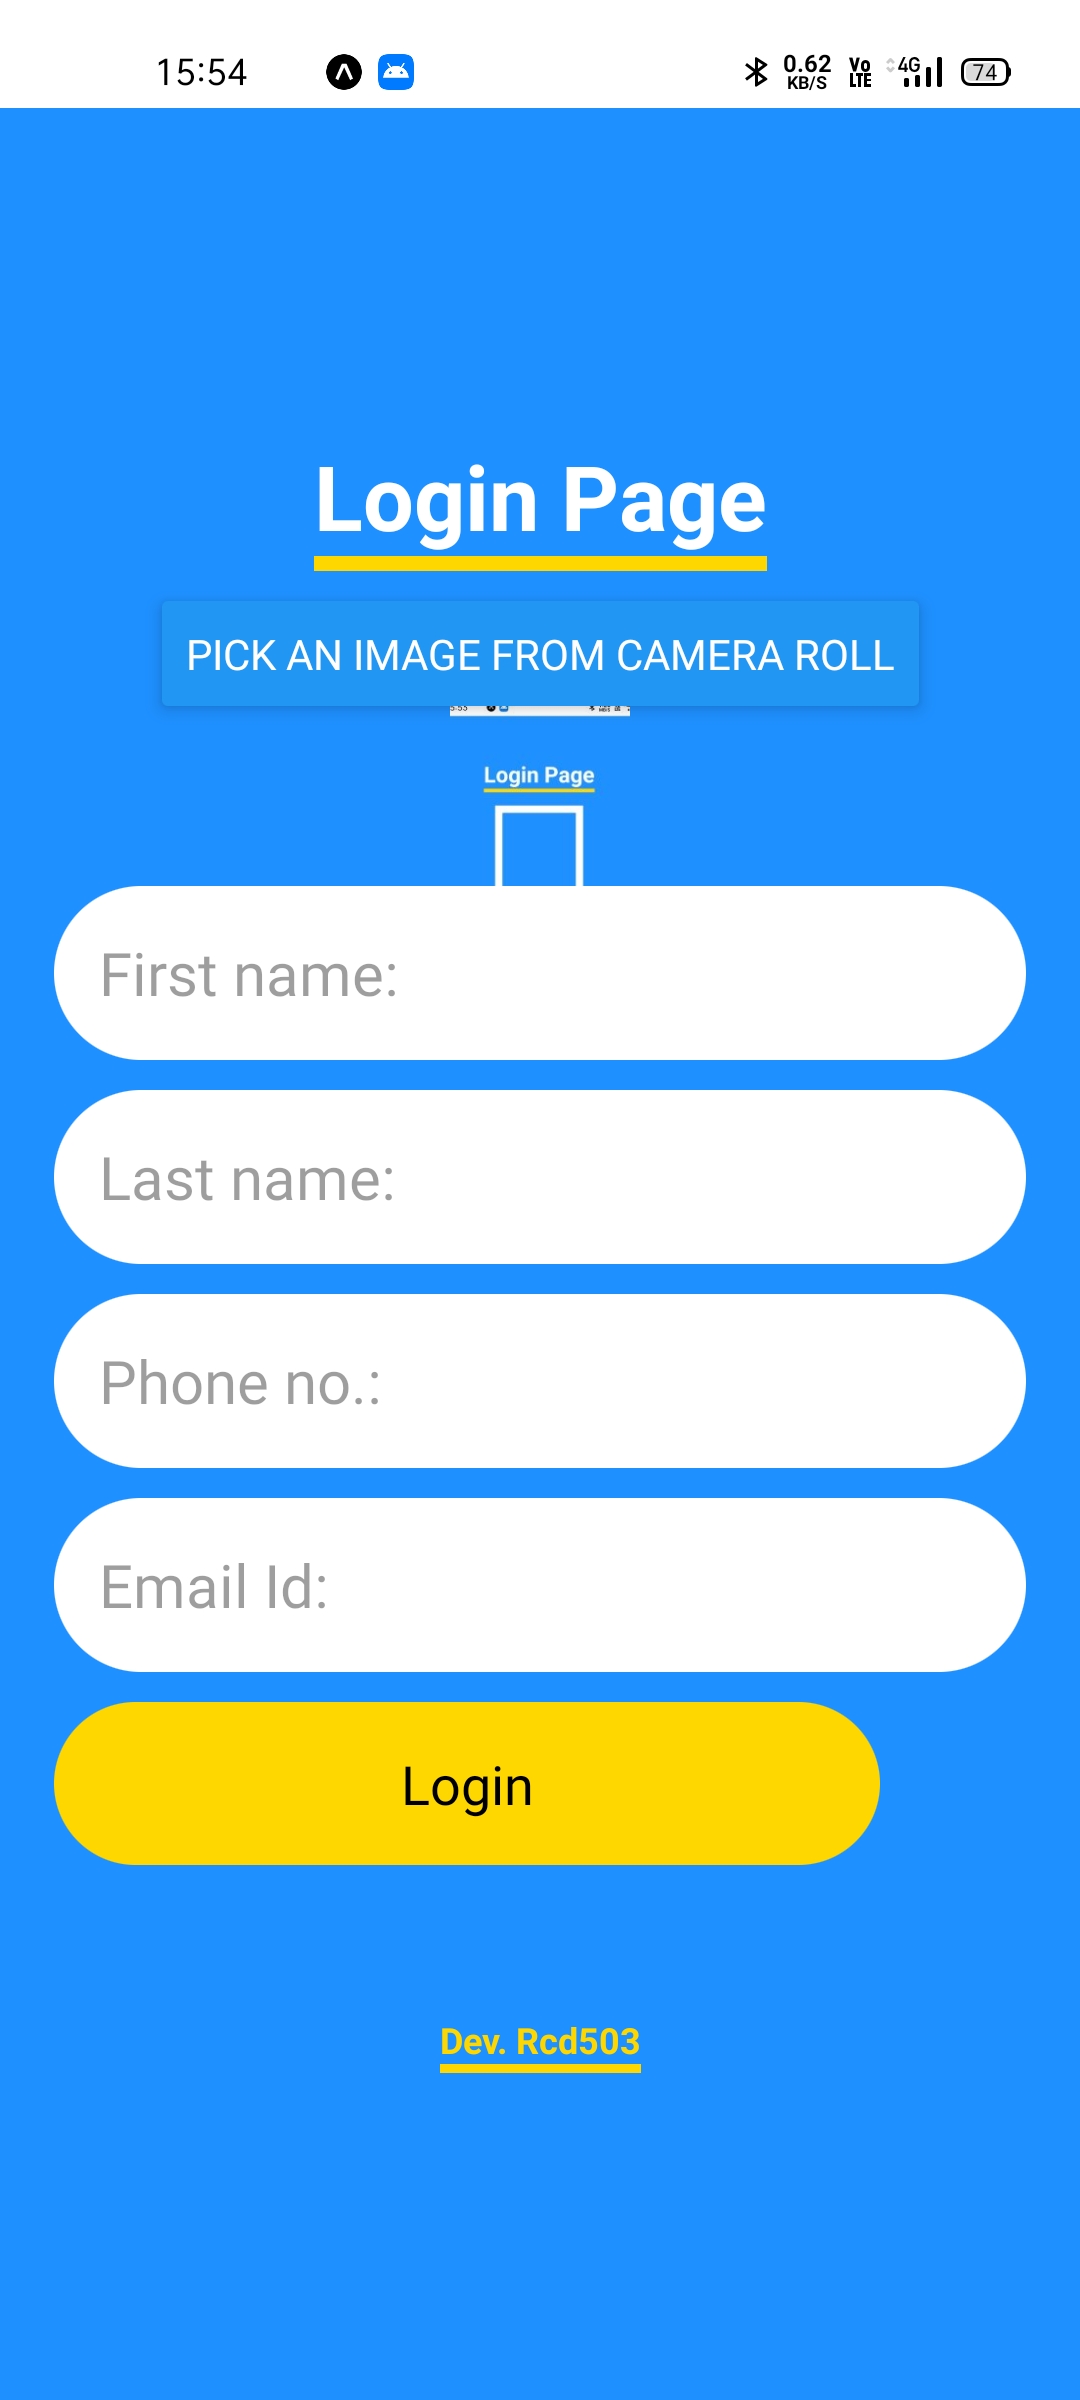 15:54
0.62
KB/S
Vo
LTE
4G
74
Login Page
PICK AN IMAGE FROM CAMERA ROLL
Login Page
First name:
Last name:
Phone no.:
Email Id:
Login
Dev. Rcd503